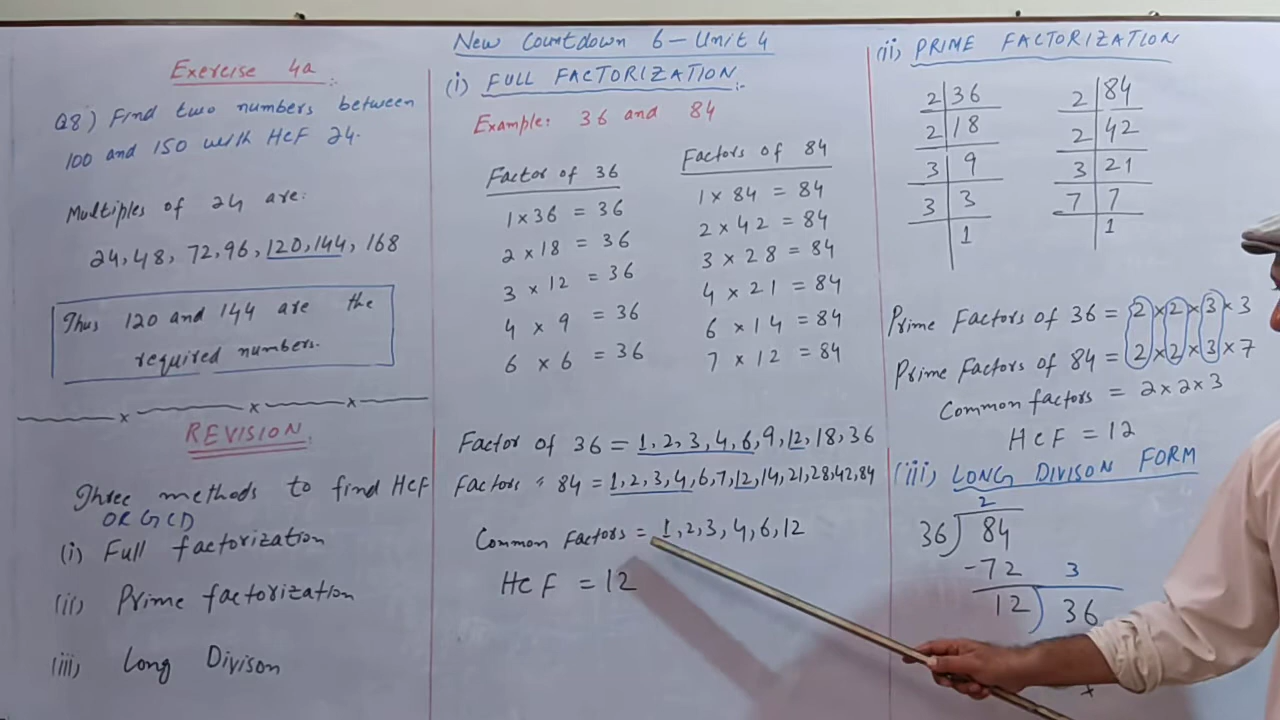 New Countdown 6 - Unit 4
Exercise 4a
Q8) Find two numbers between
100 and 150 with HCF 24.
Multiples of 24 are:
24, 48, 72, 96, 120, 144, 168
Thus 120 and 144 are the
required numbers.
REVISION
Three methods to find HCF
OR GCD
(i) Full factorization
(ii) Prime factorization
(iii) Long Divison
(i) FULL FACTORIZATION
Example: 36 and 84
Factor of 36
1 × 36 = 36
2 × 18 = 36
3 × 12 = 36
4 × 9 = 36
6 × 6 = 36
Factors of 84
1 × 84 = 84
2 × 42 = 84
3 × 28 = 84
4 × 21 = 84
6 × 14 = 84
7 × 12 = 84
Factor of 36 = 1, 2, 3, 4, 6, 9, 12, 18, 36
Factors " 84 = 1, 2, 3, 4, 6, 7, 12, 14, 21, 28, 42, 84
Common Factors = 1, 2, 3, 4, 6, 12
HCF = 12
(ii) PRIME FACTORIZATION
2 36
2 18
3 9
3 3
1
2 84
2 42
3 21
7 7
1
Prime Factors of 36 = 2 × 2 × 3 × 3
Prime Factors of 84 = 2 × 2 × 3 × 7
Common factors = 2 × 2 × 3
HCF = 12
(iii) LONG DIVISON FORM
2
36 ) 84
-72 3
12 ) 36
×